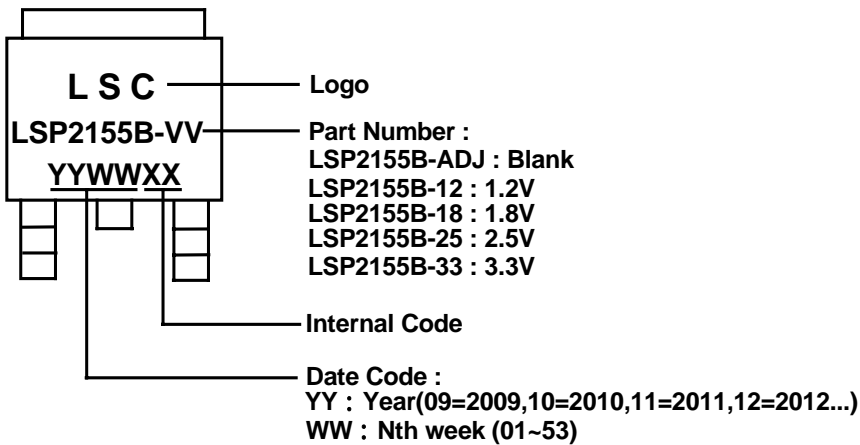 L S C
Logo
LSP2155B-VV
Part Number :
LSP2155B-ADJ : Blank
YYWWXX
LSP2155B-12 : 1.2V
LSP2155B-18 : 1.8V
LSP2155B-25 : 2.5V
LSP2155B-33 : 3.3V
Internal Code
Date Code :
YY : Year(09=2009,10=2010,11=2011,12=2012...)
WW : Nth week (01~53)